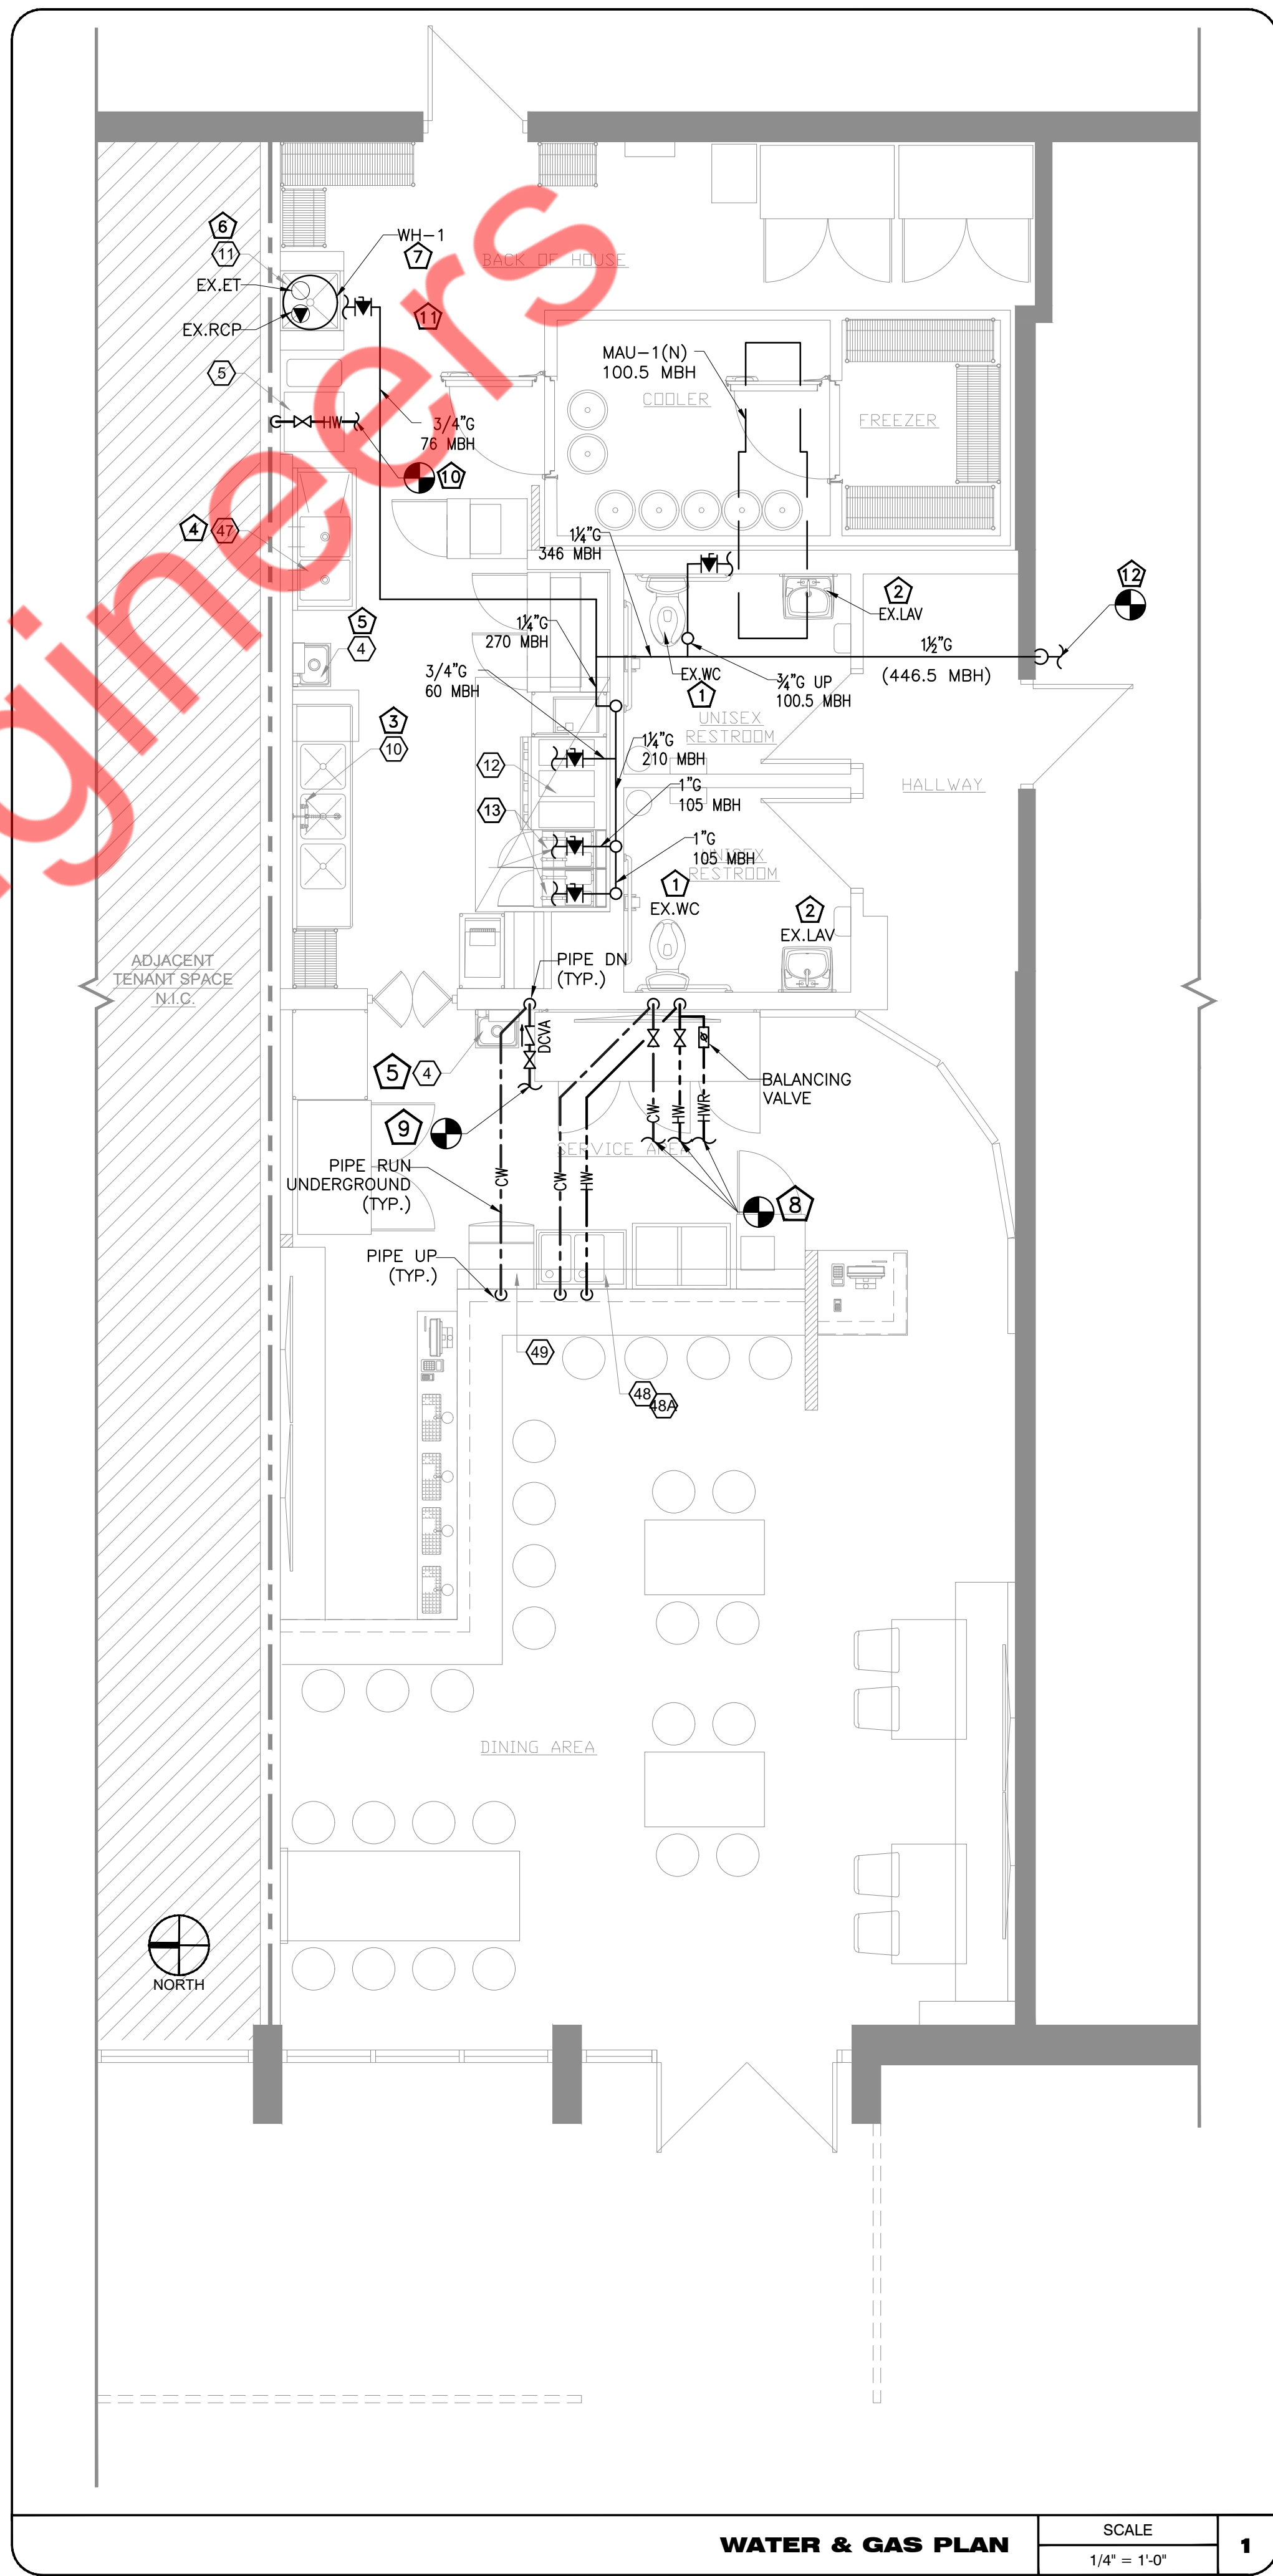 6
11
EX.ET
EX.RCP
WH-1
7
BACK OF HOUSE
11
5
HW
3/4"G
76 MBH
10
MAU-1(N)
100.5 MBH
COOLER
FREEZER
4
47
1¼"G
346 MBH
12
2
EX.LAV
5
4
1¼"G
270 MBH
1½"G
(446.5 MBH)
3/4"G
60 MBH
EX.WC
1
¾"G UP
100.5 MBH
3
10
UNISEX
RESTROOM
1¼"G
210 MBH
12
HALLWAY
1"G
105 MBH
13
1"G
105 MBH
UNISEX
RESTROOM
1
EX.WC
2
EX.LAV
ADJACENT
TENANT SPACE
N.I.C.
PIPE DN
(TYP.)
DCVA
5
4
BALANCING
VALVE
CW
HW
HWR
9
SERVICE AREA
PIPE RUN
UNDERGROUND
(TYP.)
CW
CW
HW
8
PIPE UP
(TYP.)
49
48
48A
DINING AREA
NORTH
gineers
WATER & GAS PLAN
SCALE
1/4" = 1'-0"
1